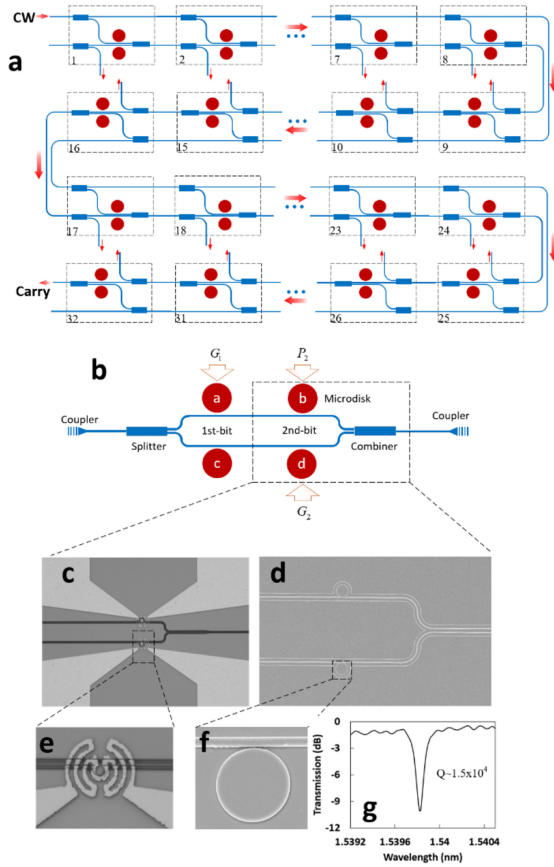 CW
a
1
2
7
8
16
15
10
9
17
18
23
24
Carry
32
31
26
25
b
G₁
P₂
a
b
Microdisk
Coupler
1st-bit
2nd-bit
Coupler
Splitter
Combiner
c
d
G₂
c
d
e
f
g
Transmission (dB)
0
-3
-6
-9
-12
Q~1.5x10⁴
1.5392
1.5396
1.54
1.5404
Wavelength (nm)